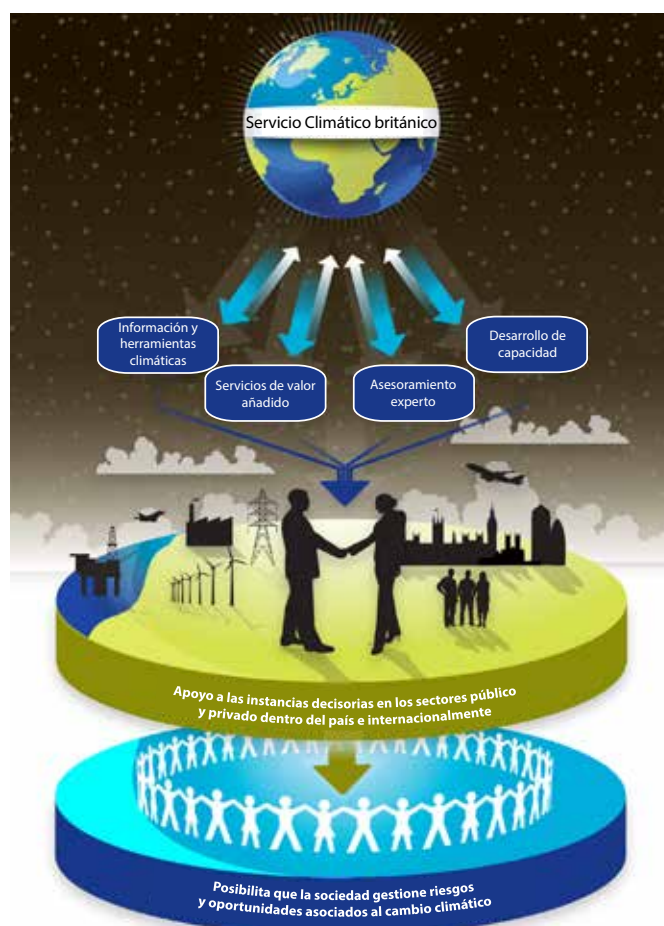 Servicio Climático británico
Información y
herramientas
climáticas
Servicios de valor
añadido
Asesoramiento
experto
Desarrollo de
capacidad
Apoyo a las instancias decisorias en los sectores público
y privado dentro del país e internacionalmente
Posibilita que la sociedad gestione riesgos
y oportunidades asociados al cambio climático